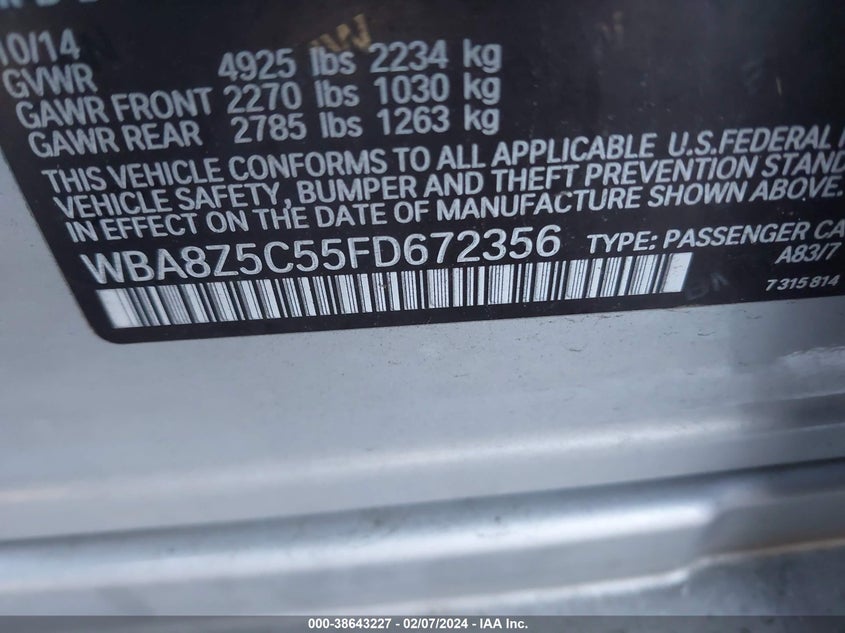 10/14
GVWR 4925 lbs 2234 kg
GAWR FRONT 2270 lbs 1030 kg
GAWR REAR 2785 lbs 1263 kg
THIS VEHICLE CONFORMS TO ALL APPLICABLE U.S.FEDERAL
VEHICLE SAFETY, BUMPER AND THEFT PREVENTION STAND
IN EFFECT ON THE DATE OF MANUFACTURE SHOWN ABOVE.
WBA8Z5C55FD672356 TYPE: PASSENGER CA
A83/7
7 315 814
000-38643227 - 02/07/2024 - IAA Inc.